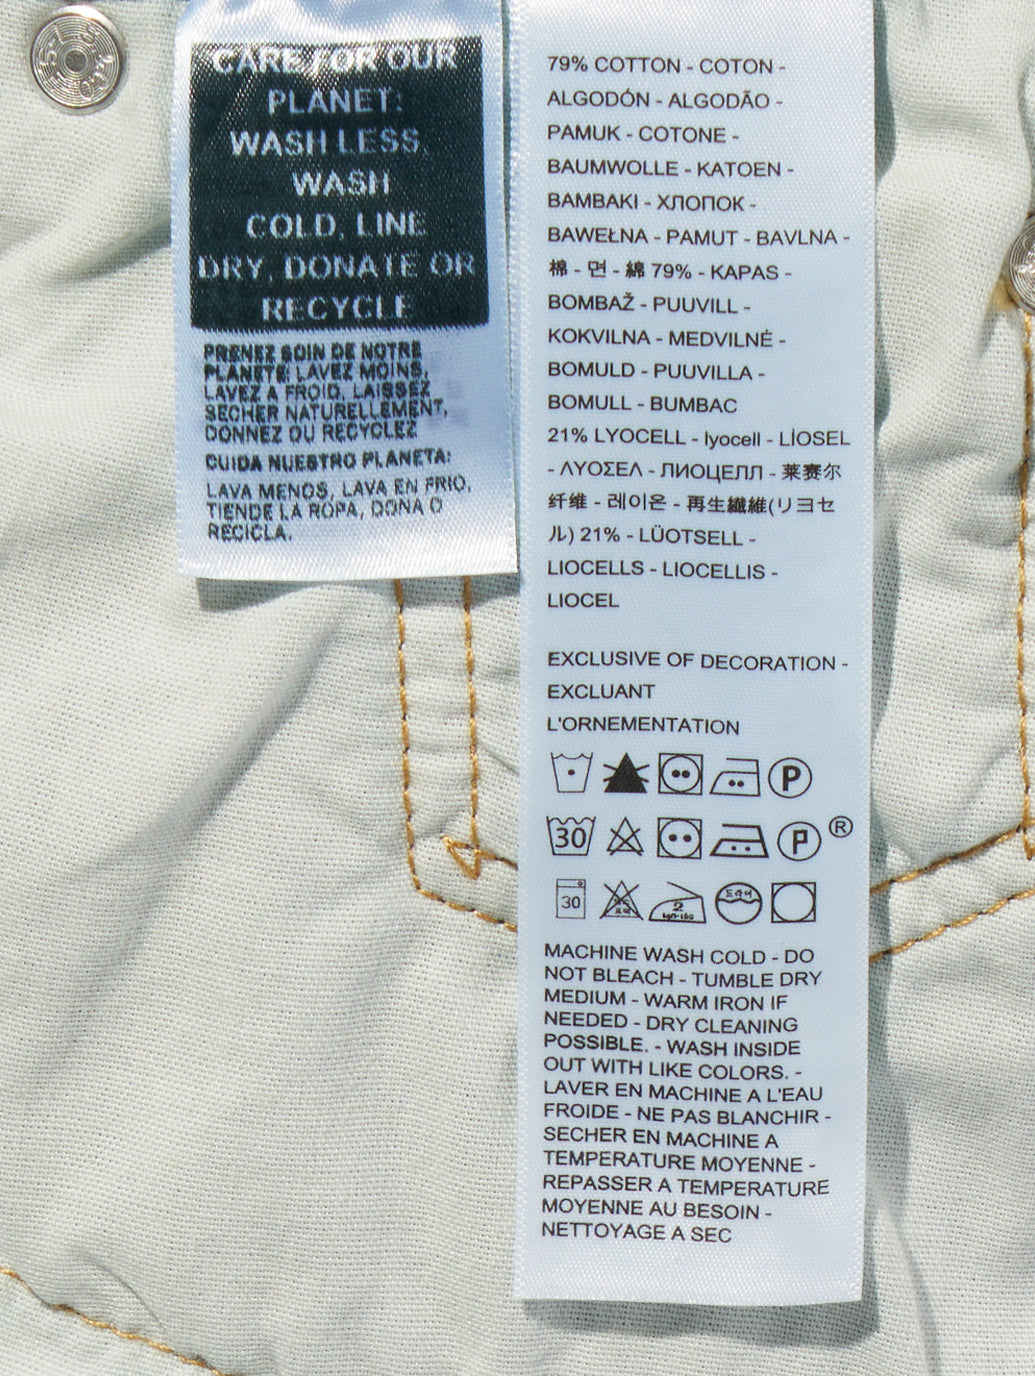 CARE FOR OUR
PLANET:
WASH LESS,
WASH
COLD, LINE
DRY, DONATE OR
RECYCLE
PRENEZ SOIN DE NOTRE
PLANETE: LAVEZ MOINS,
LAVEZ A FROID, LAISSEZ
SECHER NATURELLEMENT,
DONNEZ OU RECYCLEZ
CUIDA NUESTRO PLANETA:
LAVA MENOS, LAVA EN FRIO,
TIENDE LA ROPA, DONA O
RECICLA.
79% COTTON - COTON -
ALGODÓN - ALGODÃO -
PAMUK - COTONE -
BAUMWOLLE - KATOEN -
BAMBAKI - ХЛОПОК -
BAWEŁNA - PAMUT - BAVLNA -
棉 - 면 - 綿 79% - KAPAS -
BOMBAŽ - PUUVILL -
KOKVILNA - MEDVILNĖ -
BOMULD - PUUVILLA -
BOMULL - BUMBAC
21% LYOCELL - lyocell - LİOSEL
- ΛΥΟΣΕΛ - ЛИОЦЕЛЛ - 莱赛尔
纤维 - 레이온 - 再生繊維(リヨセ
ル) 21% - LÜOTSELL -
LIOCELLS - LIOCELLIS -
LIOCEL
EXCLUSIVE OF DECORATION -
EXCLUANT
L'ORNEMENTATION
P
30 P ®
30 2 드라이
MACHINE WASH COLD - DO
NOT BLEACH - TUMBLE DRY
MEDIUM - WARM IRON IF
NEEDED - DRY CLEANING
POSSIBLE. - WASH INSIDE
OUT WITH LIKE COLORS. -
LAVER EN MACHINE A L'EAU
FROIDE - NE PAS BLANCHIR -
SECHER EN MACHINE A
TEMPERATURE MOYENNE -
REPASSER A TEMPERATURE
MOYENNE AU BESOIN -
NETTOYAGE A SEC